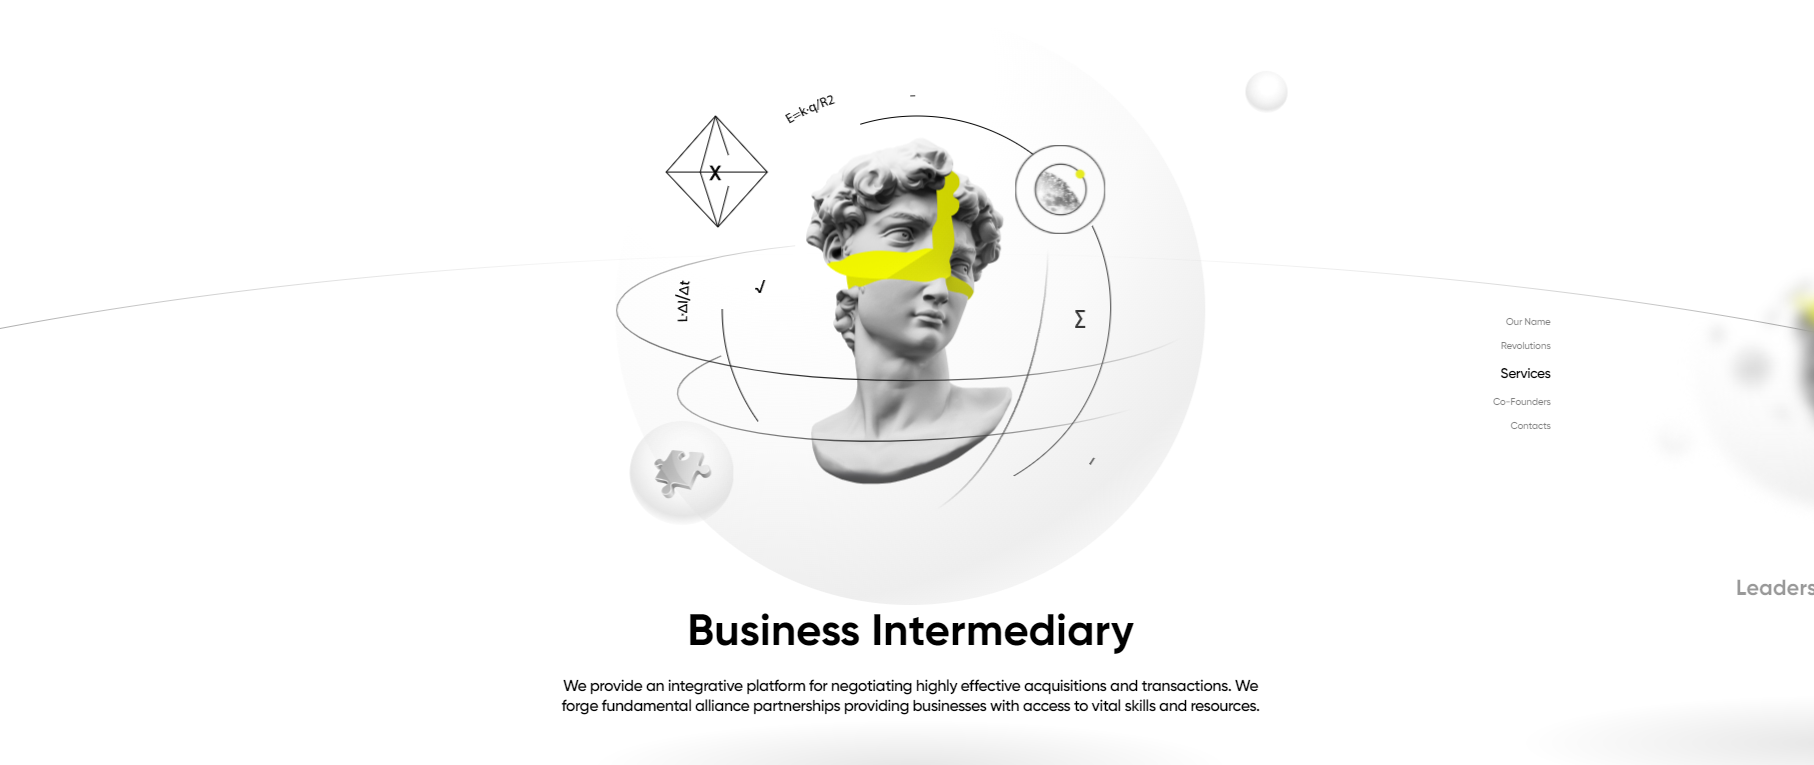 E=k·q/R2
X
L·ΔI/Δt
√
Σ
Our Name
Revolutions
Services
Co-Founders
Contacts
Leaders
Business Intermediary
We provide an integrative platform for negotiating highly effective acquisitions and transactions. We
forge fundamental alliance partnerships providing businesses with access to vital skills and resources.